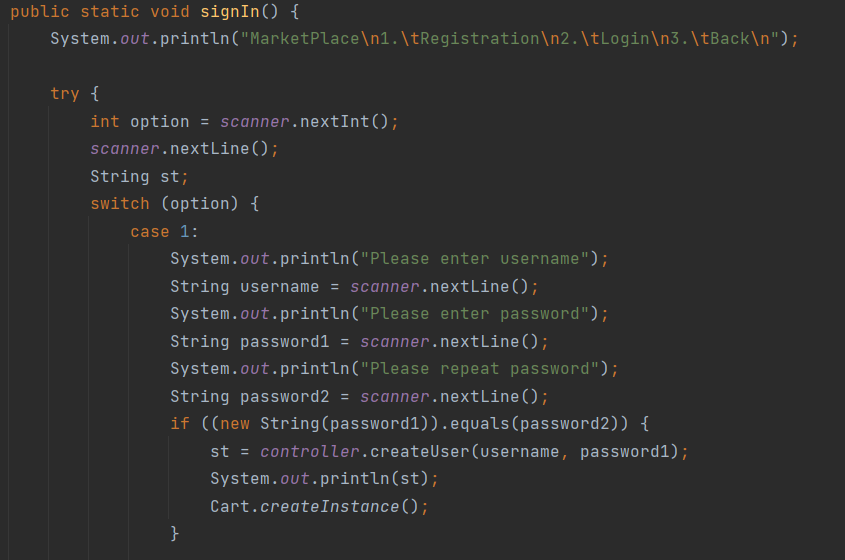 public static void signIn() {
System.out.println("MarketPlace\n1.\tRegistration\n2.\tLogin\n3.\tBack\n");
try {
int option = scanner.nextInt();
scanner.nextLine();
String st;
switch (option) {
case 1:
System.out.println("Please enter username");
String username = scanner.nextLine();
System.out.println("Please enter password");
String password1 = scanner.nextLine();
System.out.println("Please repeat password");
String password2 = scanner.nextLine();
if ((new String(password1)).equals(password2)) {
st = controller.createUser(username, password1);
System.out.println(st);
Cart.createInstance();
}